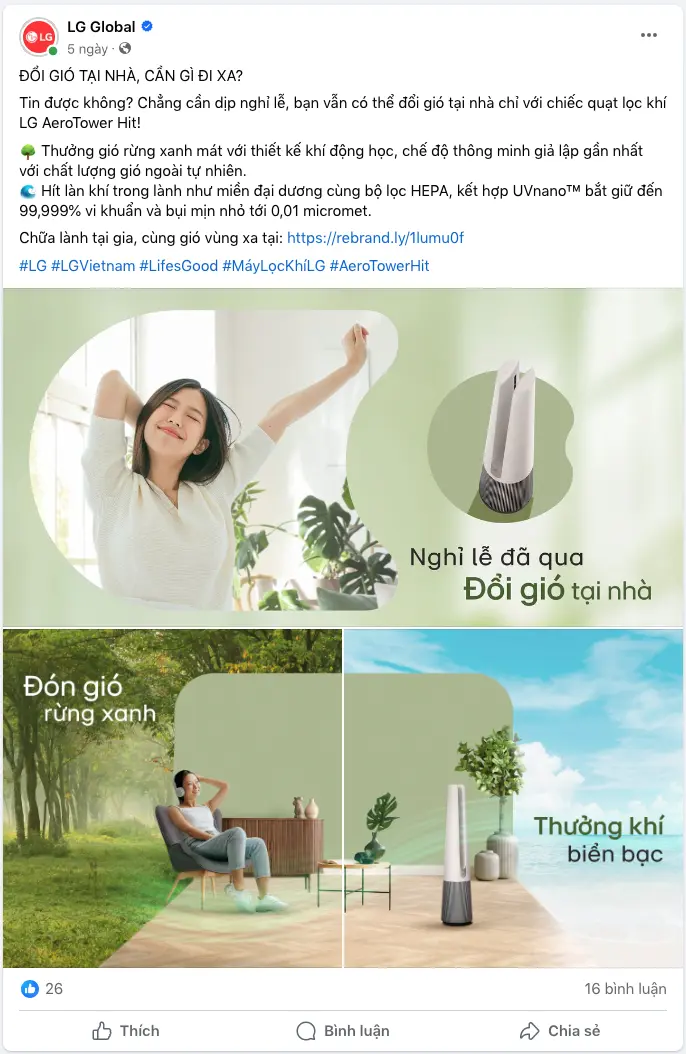 LG
LG Global
5 ngày
ĐỔI GIÓ TẠI NHÀ, CẦN GÌ ĐI XA?
Tin được không? Chẳng cần dịp nghỉ lễ, bạn vẫn có thể đổi gió tại nhà chỉ với chiếc quạt lọc khí
LG AeroTower Hit!
Thưởng gió rừng xanh mát với thiết kế khí động học, chế độ thông minh giả lập gần nhất
với chất lượng gió ngoài tự nhiên.
Hít làn khí trong lành như miền đại dương cùng bộ lọc HEPA, kết hợp UVnano™ bắt giữ đến
99,999% vi khuẩn và bụi mịn nhỏ tới 0,01 micromet.
Chữa lành tại gia, cùng gió vùng xa tại: https://rebrand.ly/1lumu0f
#LG #LGVietnam #LifesGood #MáyLọcKhíLG #AeroTowerHit
Nghỉ lễ đã qua
Đổi gió tại nhà
Đón gió
rừng xanh
Thưởng khí
biển bạc
26
16 bình luận
Thích
Bình luận
Chia sẻ